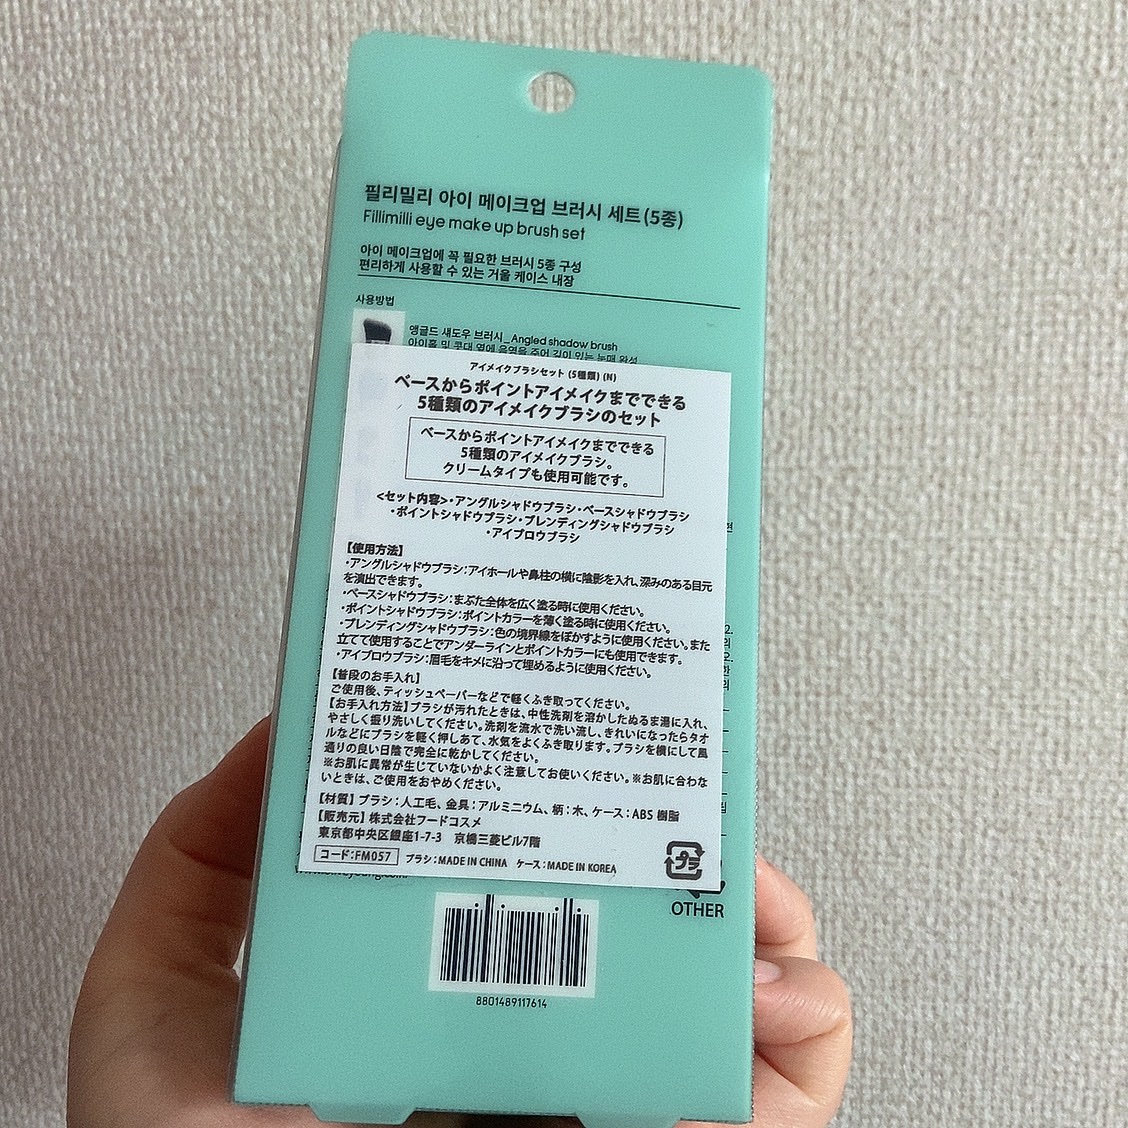 필리밀리 아이 메이크업 브러시 세트(5종)
Fillimilli eye make up brush set
아이 메이크업에 꼭 필요한 브러시 5종 구성
편리하게 사용할 수 있는 거울 케이스 내장
사용방법
앵글드 섀도우 브러시_Angled shadow brush
아이홀 및 콧대 옆에 음영을 주어 깊이 있는 눈매 완성
アイメイクブラシセット (5種類) (N)
ベースからポイントアイメイクまでできる
5種類のアイメイクブラシのセット
ベースからポイントアイメイクまでできる
5種類のアイメイクブラシ。
クリームタイプも使用可能です。
<セット内容>・アングルシャドウブラシ・ベースシャドウブラシ
・ポイントシャドウブラシ・ブレンディングシャドウブラシ
・アイブロウブラシ
【使用方法】
・アングルシャドウブラシ：アイホールや鼻柱の横に陰影を入れ、深みのある目元
を演出できます。
・ベースシャドウブラシ：まぶた全体を広く塗る時に使用ください。
・ポイントシャドウブラシ：ポイントカラーを薄く塗る時に使用ください。
・ブレンディングシャドウブラシ：色の境界線をぼかすように使用ください。また
立てて使用することでアンダーラインとポイントカラーにも使用できます。
・アイブロウブラシ：眉毛をキメに沿って埋めるように使用ください。
【普段のお手入れ】
ご使用後、ティッシュペーパーなどで軽くふき取ってください。
【お手入れ方法】ブラシが汚れたときは、中性洗剤を溶かしたぬるま湯に入れ、
やさしく振り洗いしてください。洗剤を流水で洗い流し、きれいになったらタオ
ルなどにブラシを軽く押しあて、水気をよくふき取ります。ブラシを横にして風
通りの良い日陰で完全に乾かしてください。
※お肌に異常が生じていないかよく注意してお使いください。※お肌に合わな
いときは、ご使用をおやめください。
【材質】ブラシ：人工毛、金具：アルミニウム、柄：木、ケース：ABS 樹脂
【販売元】株式会社フードコスメ
東京都中央区銀座1-7-3 京橋三菱ビル7階
コード：FM057 ブラシ：MADE IN CHINA ケース：MADE IN KOREA
プラ
OTHER
8801489117614